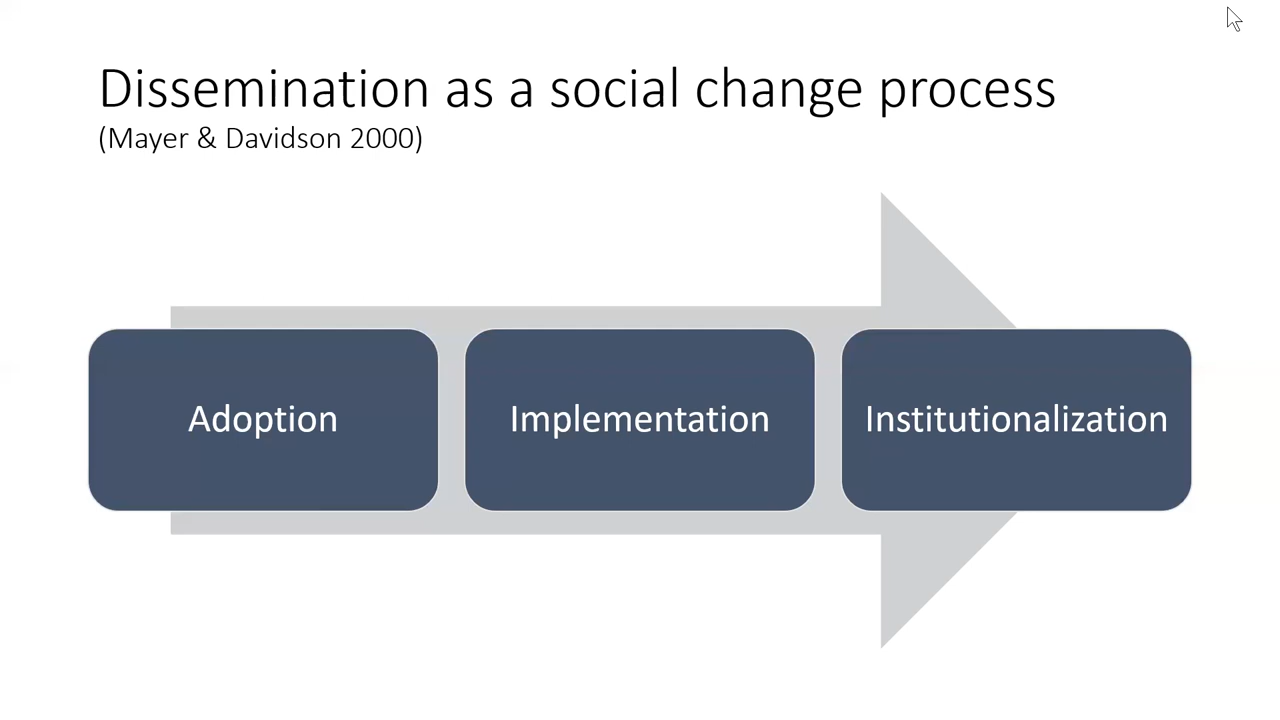 Dissemination as a social change process
(Mayer & Davidson 2000)
Adoption
Implementation
Institutionalization